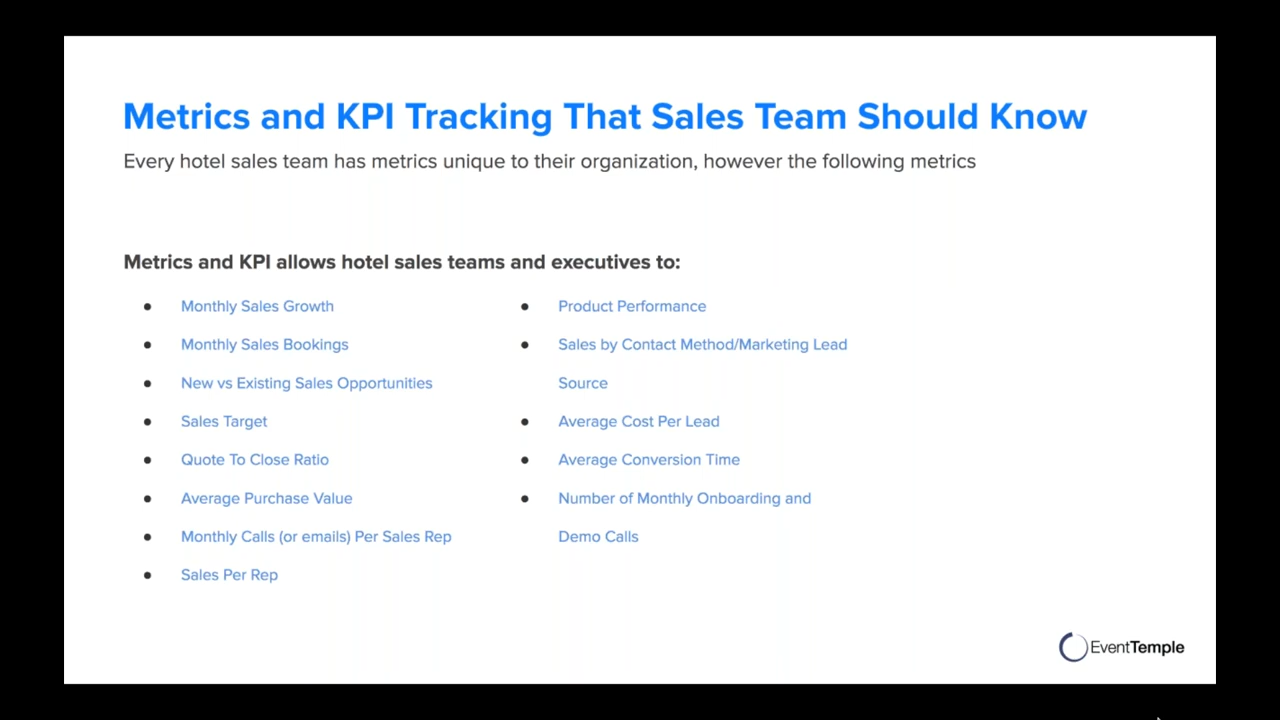 Metrics and KPI Tracking That Sales Team Should Know
Every hotel sales team has metrics unique to their organization, however the following metrics
Metrics and KPI allows hotel sales teams and executives to:
Monthly Sales Growth
Monthly Sales Bookings
New vs Existing Sales Opportunities
Sales Target
Quote To Close Ratio
Average Purchase Value
Monthly Calls (or emails) Per Sales Rep
Sales Per Rep
Product Performance
Sales by Contact Method/Marketing Lead
Source
Average Cost Per Lead
Average Conversion Time
Number of Monthly Onboarding and
Demo Calls
EventTemple